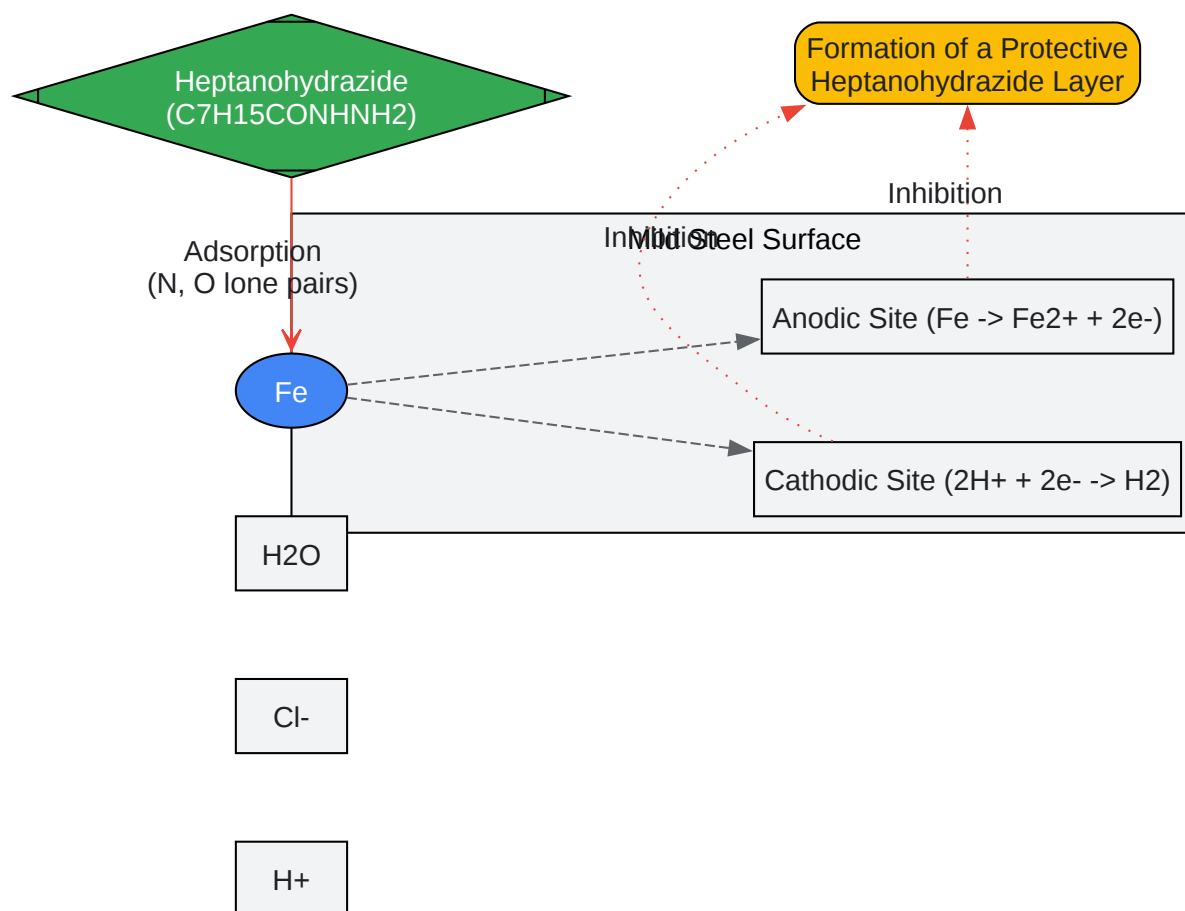 Heptanohydrazide
(C7H15CONHNH2)
Formation of a Protective
Heptanohydrazide Layer
Inhibition
Inhibition
Mild Steel Surface
Adsorption
(N, O lone pairs)
Anodic Site (Fe -> Fe2+ + 2e-)
Fe
Cathodic Site (2H+ + 2e- -> H2)
H2O
Cl-
H+